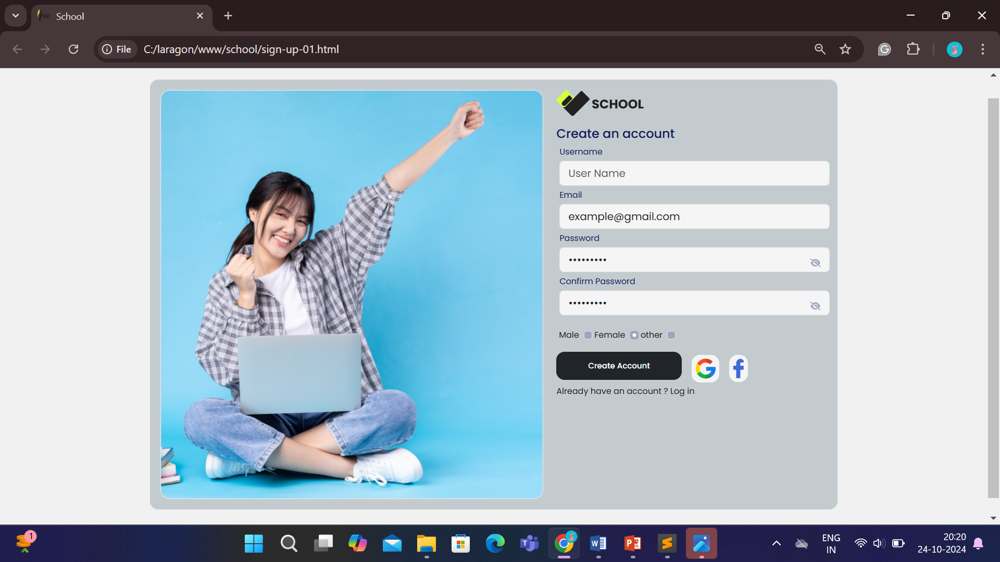 School
File
C:/laragon/www/school/sign-up-01.html
SCHOOL
Create an account
Username
User Name
Email
example@gmail.com
Password
•••••••••
Confirm Password
•••••••••
Male Female other
Create Account
Already have an account ? Log in
1
ENG
IN
20:20
24-10-2024